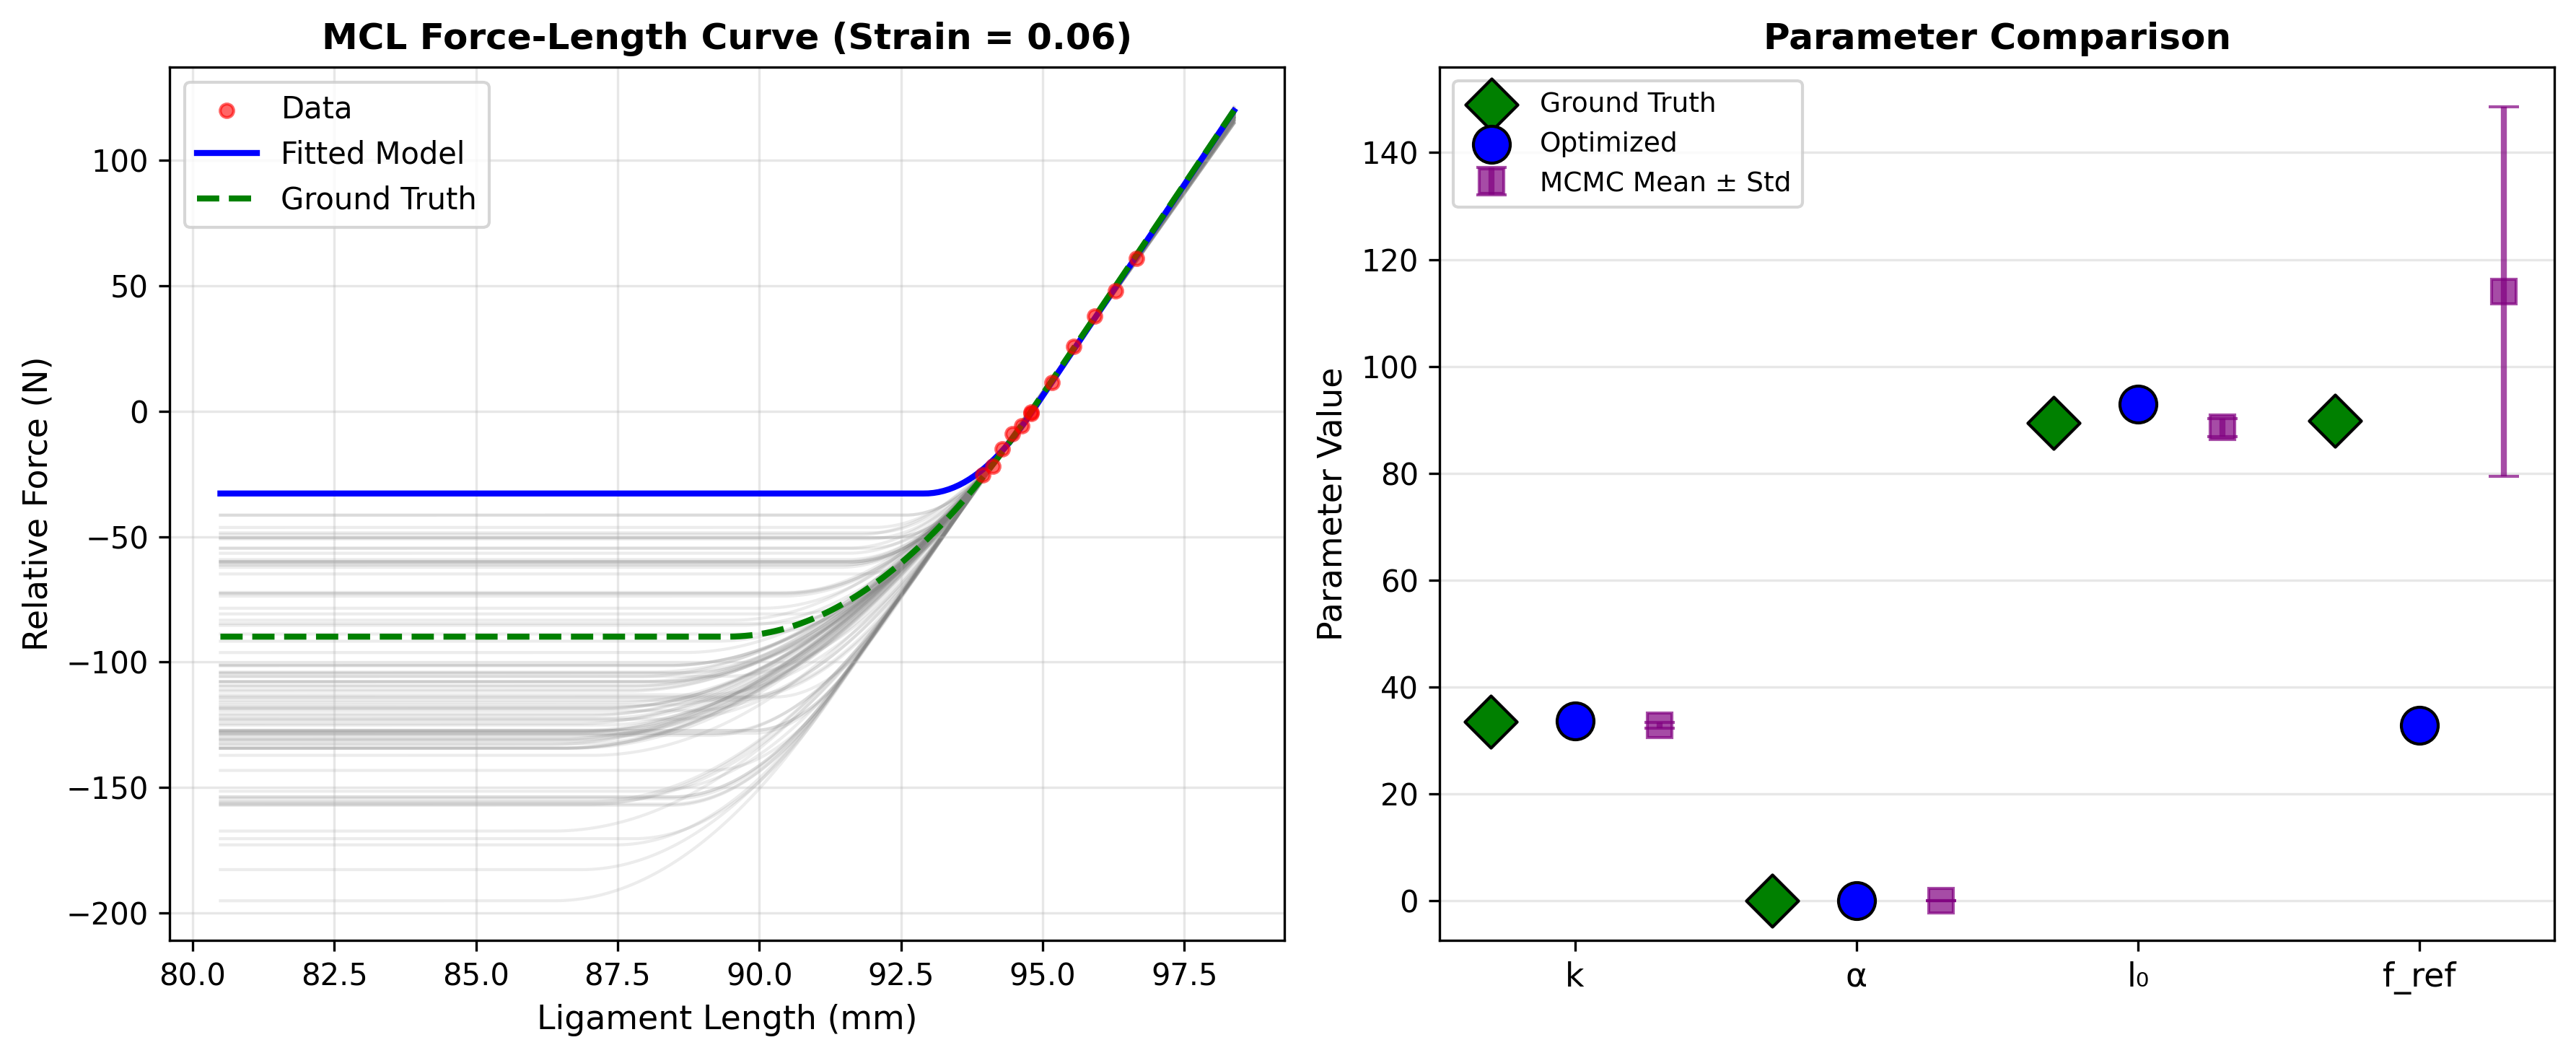 MCL Force-Length Curve (Strain = 0.06)
Data
Fitted Model
Ground Truth
Relative Force (N)
100
50
0
−50
−100
−150
−200
80.0 82.5 85.0 87.5 90.0 92.5 95.0 97.5
Ligament Length (mm)
Parameter Comparison
Ground Truth
Optimized
MCMC Mean ± Std
Parameter Value
140
120
100
80
60
40
20
0
k α l₀ f_ref